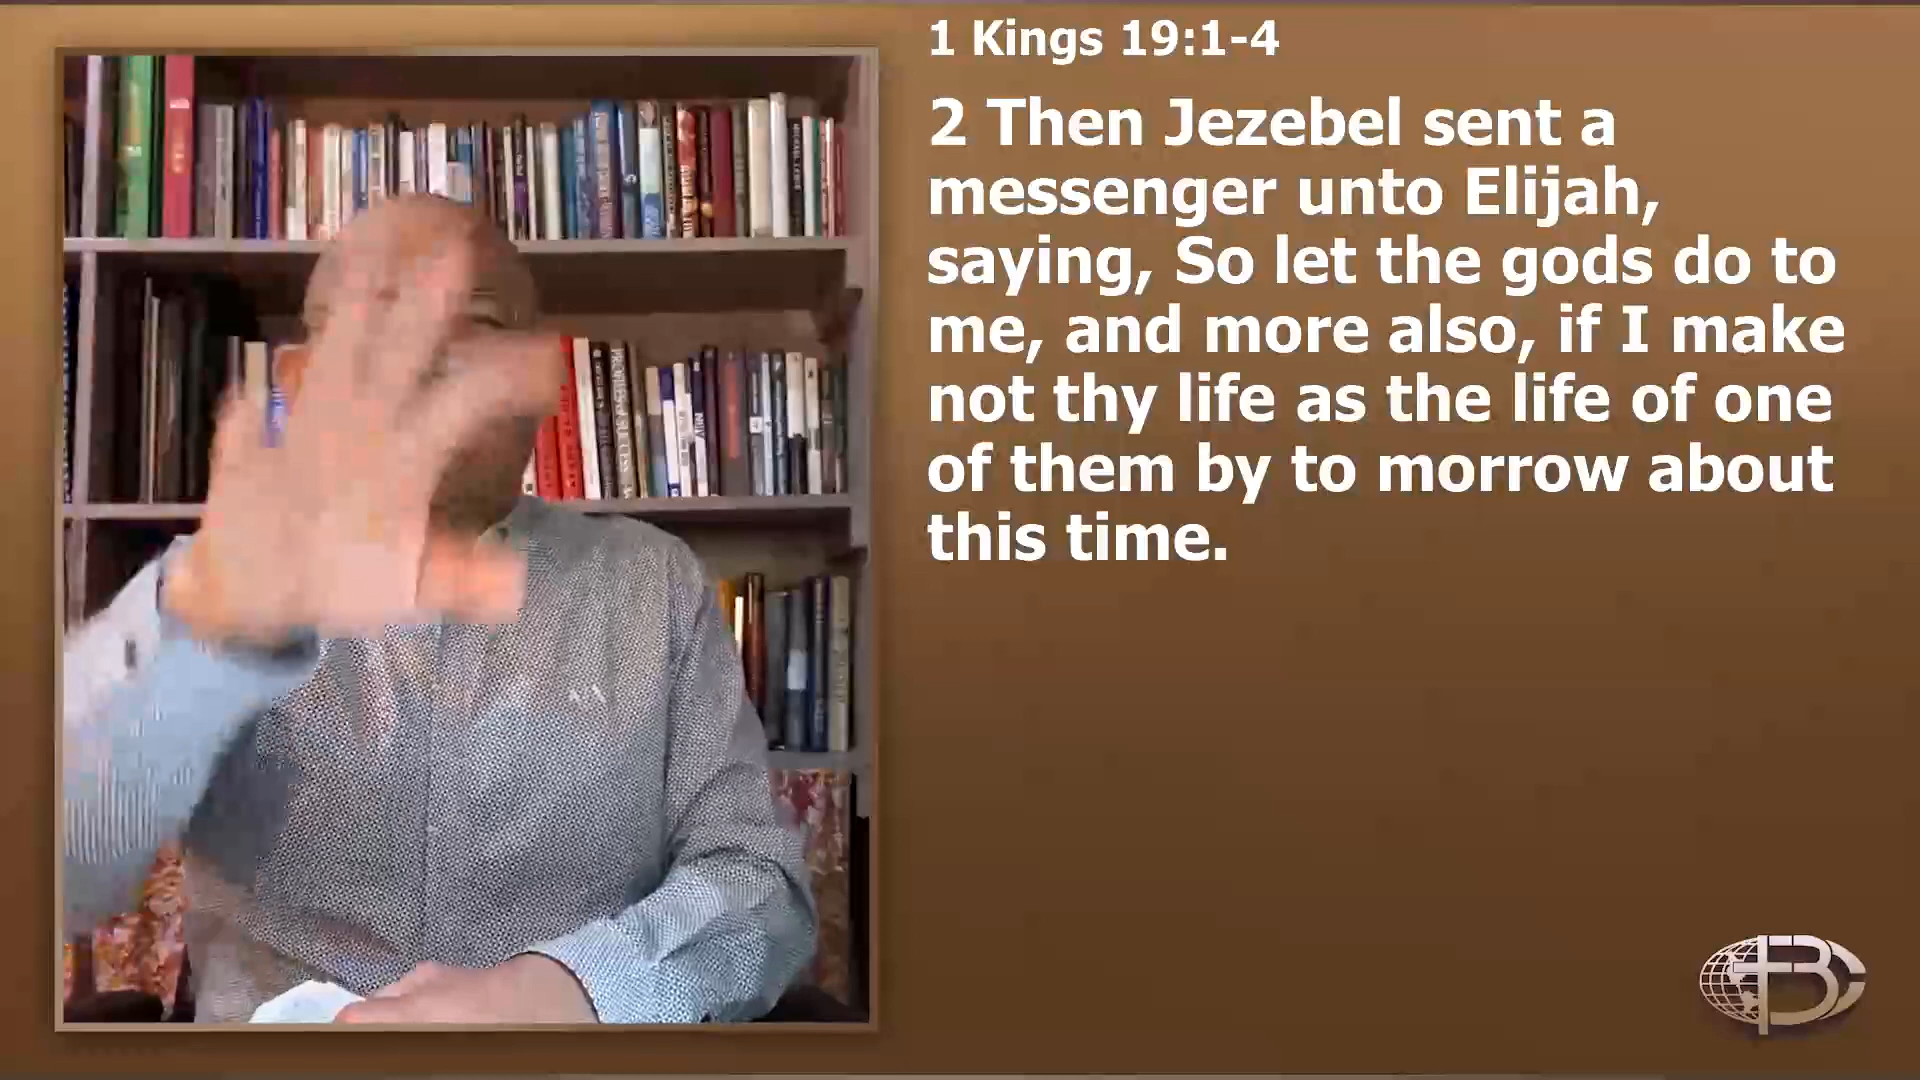 1 Kings 19:1-4
2 Then Jezebel sent a
messenger unto Elijah,
saying, So let the gods do to
me, and more also, if I make
not thy life as the life of one
of them by to morrow about
this time.